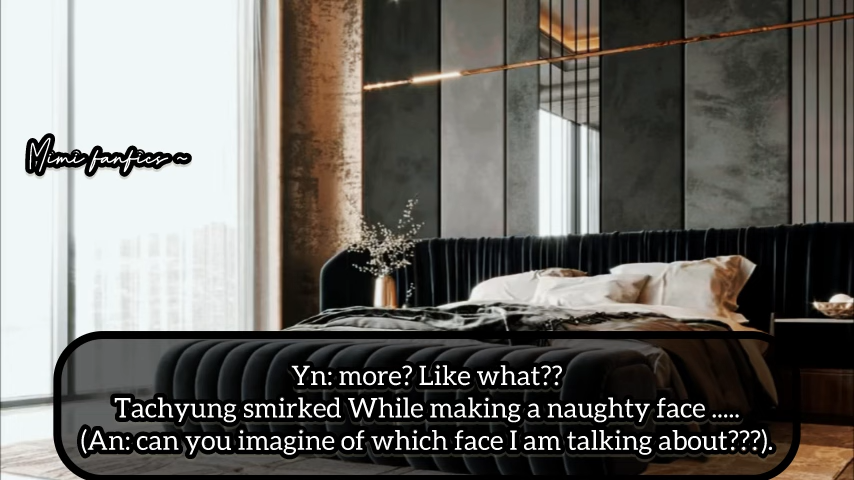 Mimi fanfics ~
Yn: more? Like what??
Tachyung smirked While making a naughty face .....
(An: can you imagine of which face I am talking about???).